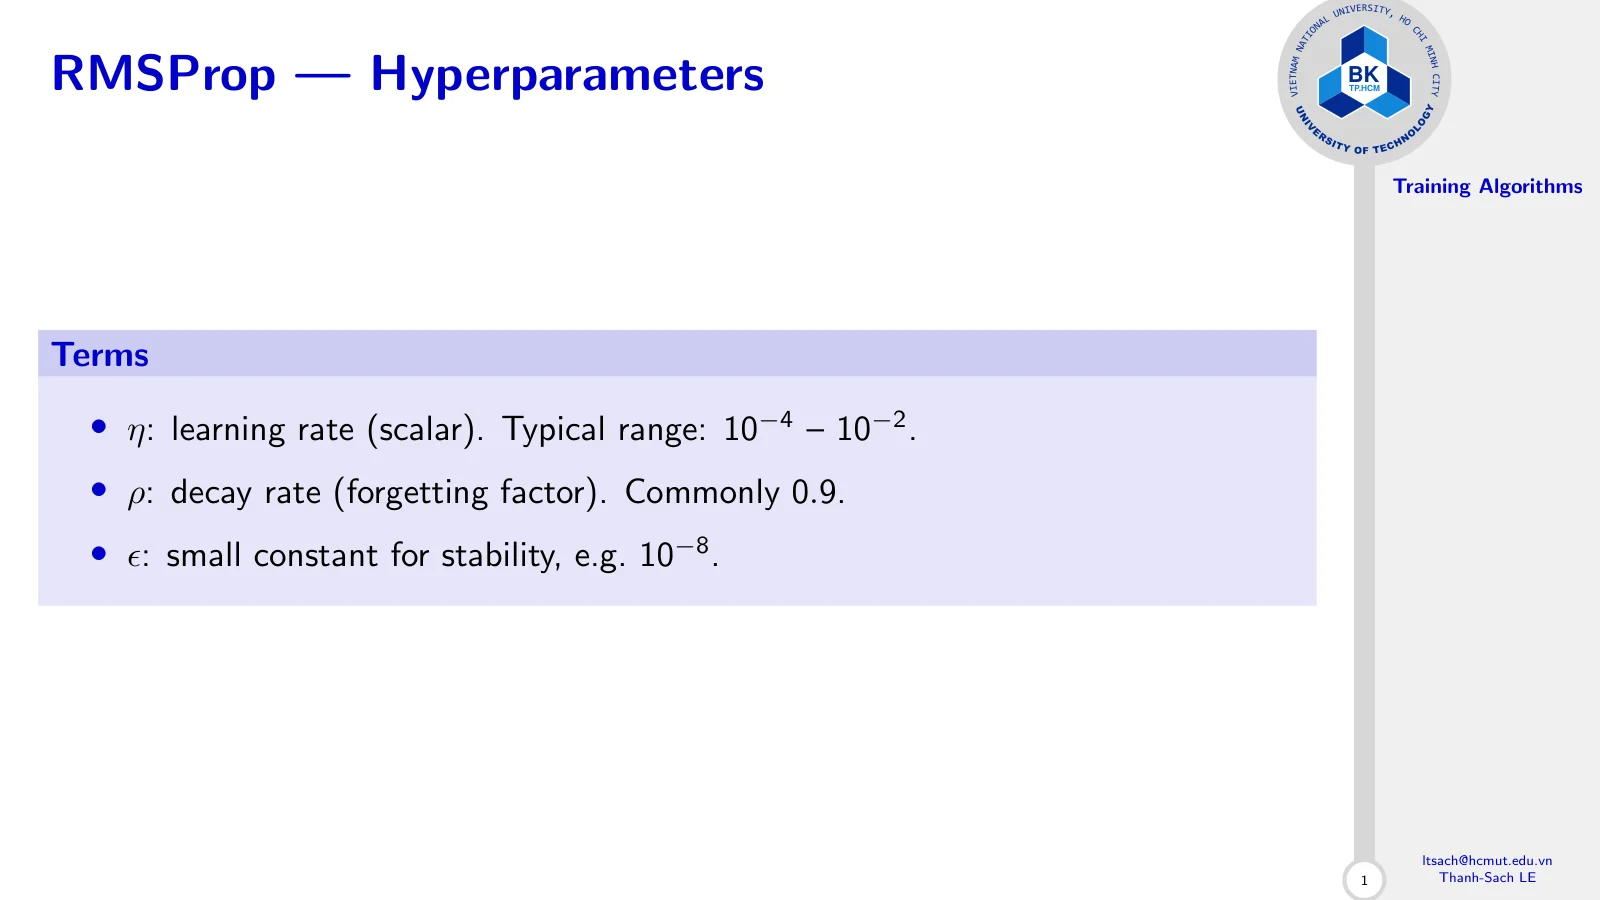 RMSProp — Hyperparameters
VIETNAM NATIONAL UNIVERSITY, HO CHI MINH CITY
BK
TP.HCM
UNIVERSITY OF TECHNOLOGY
Training Algorithms
Terms
• η: learning rate (scalar). Typical range: 10⁻⁴ – 10⁻².
• ρ: decay rate (forgetting factor). Commonly 0.9.
• ϵ: small constant for stability, e.g. 10⁻⁸.
ltsach@hcmut.edu.vn
Thanh-Sach LE
1